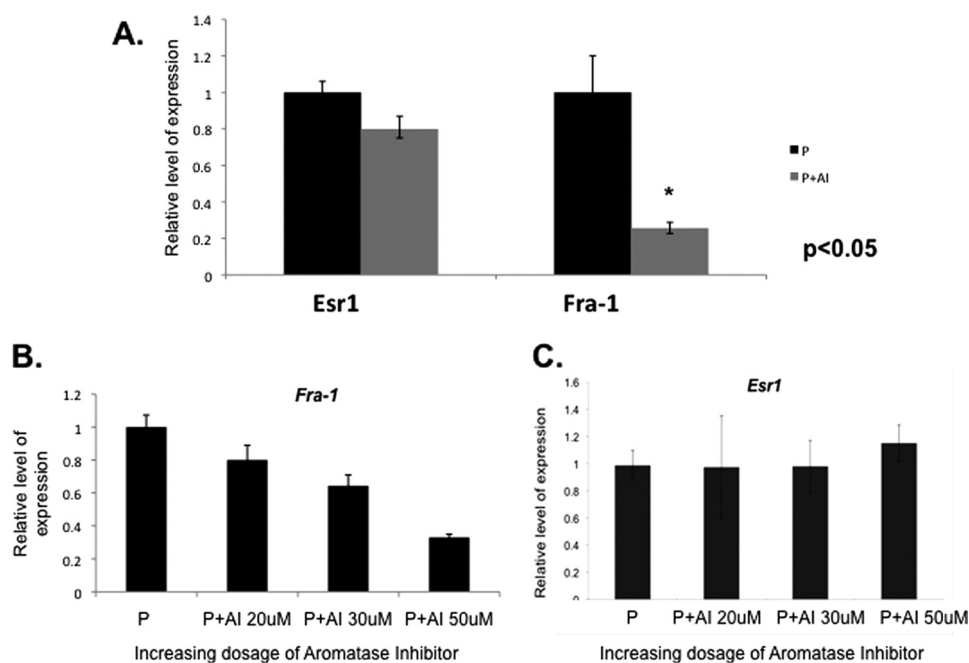 A.
Relative level of expression
1.4
1.2
1
0.8
0.6
0.4
0.2
0
Esr1
Fra-1
*
P
P+AI
p<0.05
B.
Fra-1
Relative level of
expression
1.2
1
0.8
0.6
0.4
0.2
0
P
P+AI 20uM
P+AI 30uM
P+AI 50uM
Increasing dosage of Aromatase Inhibitor
C.
Esr1
Relative level of expression
1.6
1.4
1.2
1
0.8
0.6
0.4
0.2
0
P
P+AI 20uM
P+AI 30uM
P+AI 50uM
Increasing dosage of Aromatase Inhibitor